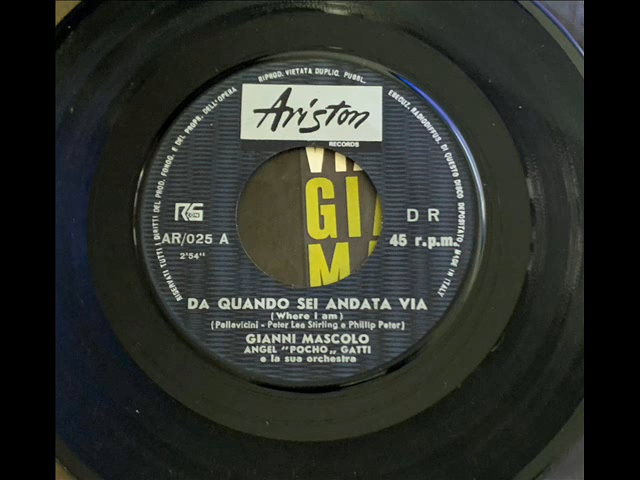 RISERVATI TUTTI I DIRITTI DEL PROD. FONOG. E DEL PROPR. DELL'OPERA
RIPROD. VIETATA DUPLIC. PUBBL.
ESECUZ. RADIODIFFUS. DI QUESTO DISCO DEPOSITATO MADE IN ITALY
Ariston
RECORDS
VI
GI
M
D R
AR/025 A
45 r.p.m.
2'54"
DA QUANDO SEI ANDATA VIA
(Where I am)
(Pallavicini - Peter Lee Stirling e Phillip Peter)
GIANNI MASCOLO
ANGEL "POCHO" GATTI
e la sua orchestra